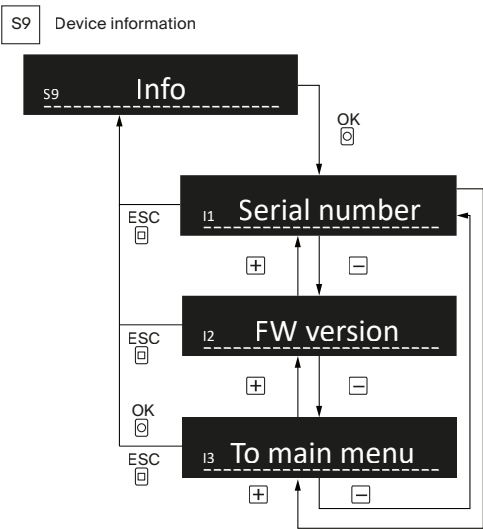 S9 Device information
S9 Info
OK
I1 Serial number
ESC
+ −
I2 FW version
ESC
+ −
OK
I3 To main menu
ESC
+ −